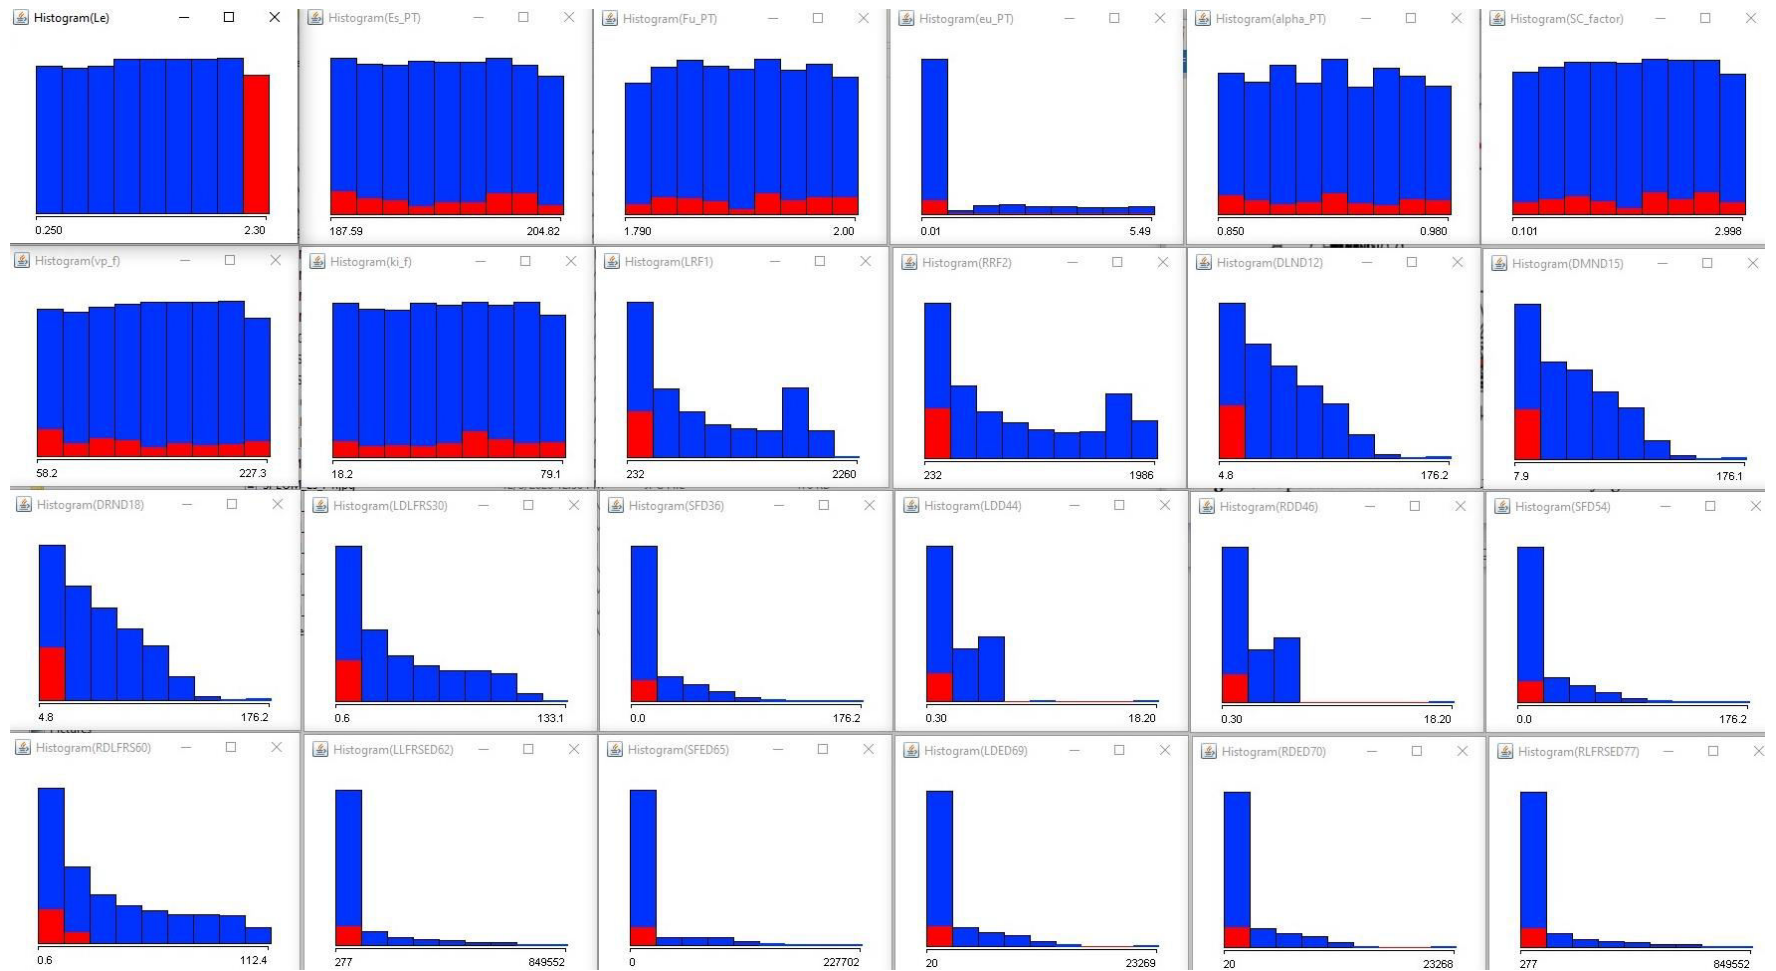 Histogram(Le)
Histogram(Es_PT)
Histogram(Fu_PT)
Histogram(eu_PT)
Histogram(alpha_PT)
Histogram(SC_factor)
0.250 2.30
187.59 204.82
1.790 2.00
0.01 5.49
0.850 0.980
0.101 2.998
Histogram(vp_f)
Histogram(ki_f)
Histogram(LRF1)
Histogram(RRF2)
Histogram(DLND12)
Histogram(DMND15)
58.2 227.3
18.2 79.1
232 2260
232 1986
4.8 176.2
7.9 176.1
Histogram(DRND18)
Histogram(LDLFRS30)
Histogram(SFD36)
Histogram(LDD44)
Histogram(RDD46)
Histogram(SFD54)
4.8 176.2
0.6 133.1
0.0 176.2
0.30 18.20
0.30 18.20
0.0 176.2
Histogram(RDLFRS60)
Histogram(LLFRSED62)
Histogram(SFED65)
Histogram(LDED69)
Histogram(RDED70)
Histogram(RLFRSED77)
0.6 112.4
277 849552
0 227702
20 23269
20 23268
277 849552